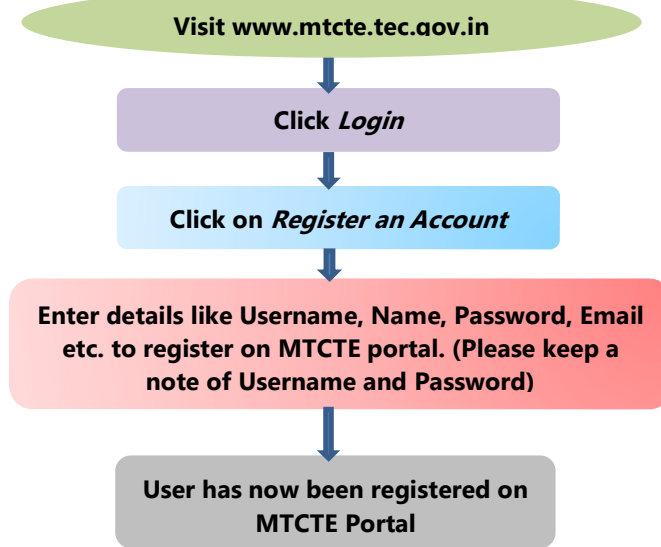 Visit www.mtcte.tec.gov.in
Click Login
Click on Register an Account
Enter details like Username, Name, Password, Email
etc. to register on MTCTE portal. (Please keep a
note of Username and Password)
User has now been registered on
MTCTE Portal